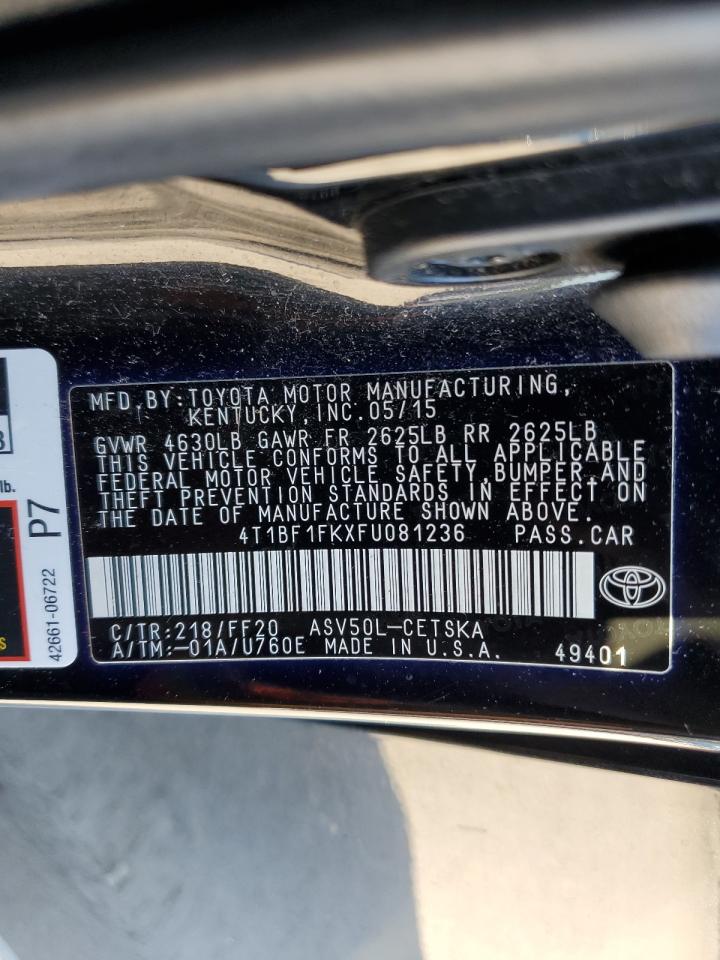 MFD. BY: TOYOTA MOTOR MANUFACTURING,
KENTUCKY, INC. 05/15
GVWR 4630LB GAWR FR 2625LB RR 2625LB
THIS VEHICLE CONFORMS TO ALL APPLICABLE
FEDERAL MOTOR VEHICLE SAFETY, BUMPER, AND
THEFT PREVENTION STANDARDS IN EFFECT ON
THE DATE OF MANUFACTURE SHOWN ABOVE.
4T1BF1FKXFU081236 PASS. CAR
C/TR: 218/FF20 ASV50L-CETSKA
A/TM: -01A/U760E MADE IN U.S.A. 49401
lb.
P7
42661-06722